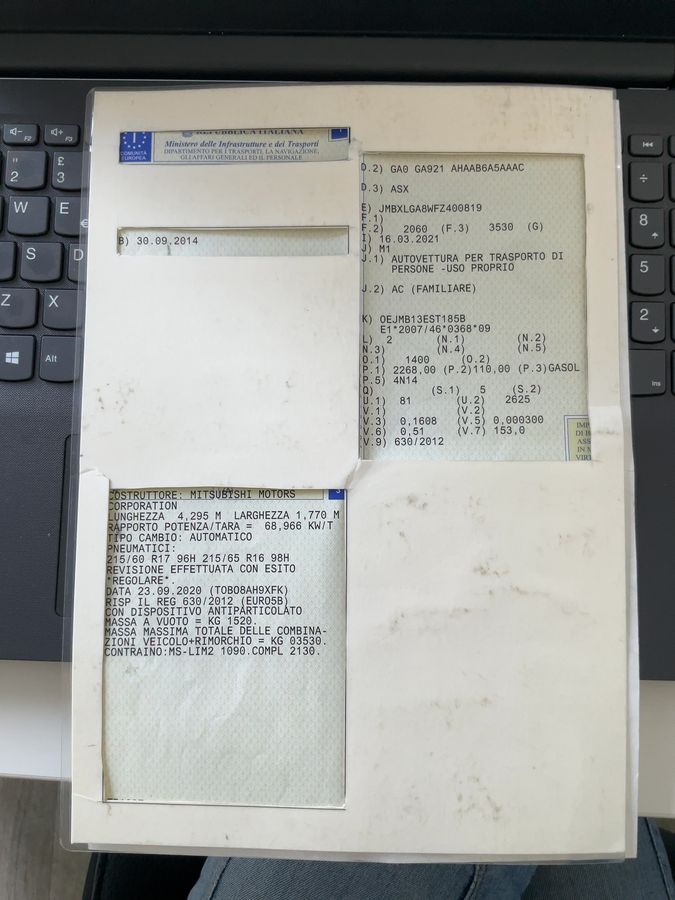 REPUBBLICA ITALIANA
COMUNITÀ
EUROPEA
Ministero delle Infrastrutture e dei Trasporti
DIPARTIMENTO PER I TRASPORTI, LA NAVIGAZIONE,
GLI AFFARI GENERALI ED IL PERSONALE
B) 30.09.2014
D.2) GA0 GA921 AHAAB6A5AAAC
D.3) ASX
E) JMBXLGA8WFZ400819
F.1)
F.2) 2060 (F.3) 3530 (G)
I) 16.03.2021
J) M1
J.1) AUTOVETTURA PER TRASPORTO DI
PERSONE -USO PROPRIO
J.2) AC (FAMILIARE)
K) OEJMB13EST185B
E1*2007/46*0368*09
L) 2 (N.1) (N.2)
N.3) (N.4) (N.5)
O.1) 1400 (O.2)
P.1) 2268,00 (P.2)110,00 (P.3)GASOL
P.5) 4N14
Q) (S.1) 5 (S.2)
U.1) 81 (U.2) 2625
V.1) (V.2)
V.3) 0,1608 (V.5) 0,000300
V.6) 0,51 (V.7) 153,0
V.9) 630/2012
COSTRUTTORE: MITSUBISHI MOTORS
CORPORATION
LUNGHEZZA 4,295 M LARGHEZZA 1,770 M
RAPPORTO POTENZA/TARA = 68,966 KW/T
TIPO CAMBIO: AUTOMATICO
PNEUMATICI:
215/60 R17 96H 215/65 R16 98H
REVISIONE EFFETTUATA CON ESITO
*REGOLARE*.
DATA 23.09.2020 (TOBO8AH9XFK)
RISP IL REG 630/2012 (EURO5B)
CON DISPOSITIVO ANTIPARTICOLATO
MASSA A VUOTO = KG 1520.
MASSA MASSIMA TOTALE DELLE COMBINA-
ZIONI VEICOLO+RIMORCHIO = KG 03530.
CONTRAINO:MS-LIM2 1090.COMPL 2130.